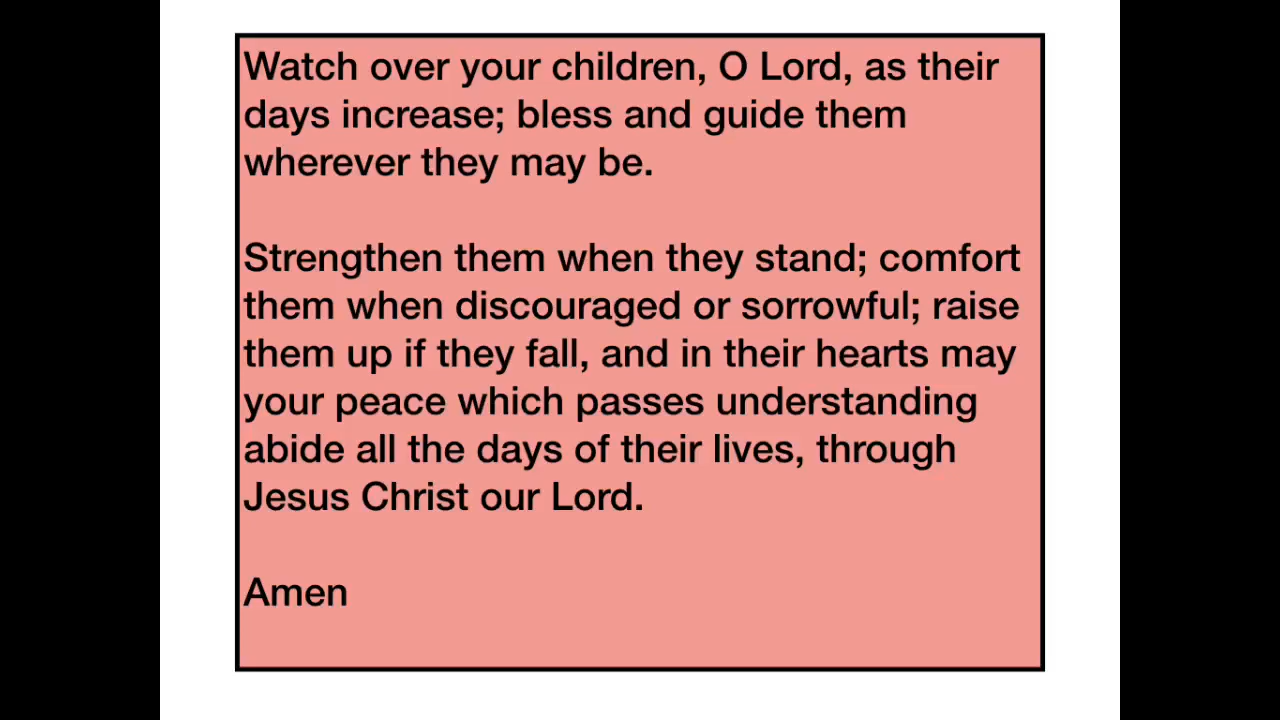 Watch over your children, O Lord, as their
days increase; bless and guide them
wherever they may be.
Strengthen them when they stand; comfort
them when discouraged or sorrowful; raise
them up if they fall, and in their hearts may
your peace which passes understanding
abide all the days of their lives, through
Jesus Christ our Lord.
Amen